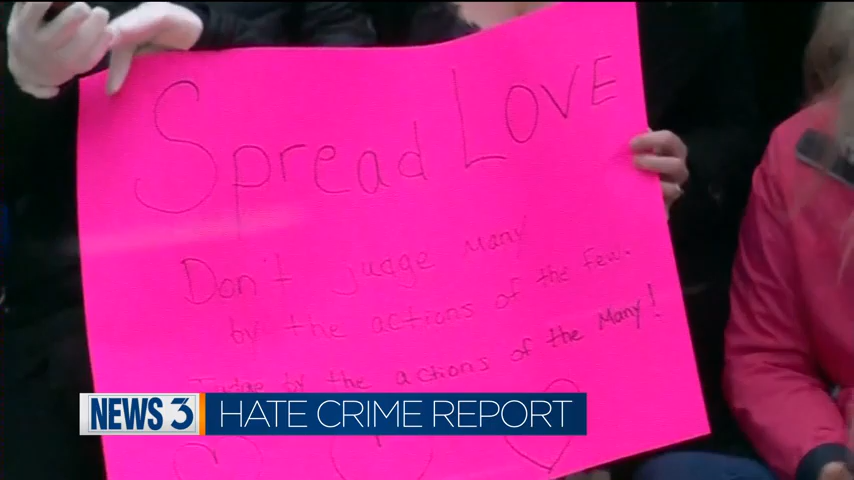 Spread LOVE
Don't judge Many
by the actions of the few.
Judge by the actions of the Many!
NEWS 3 HATE CRIME REPORT